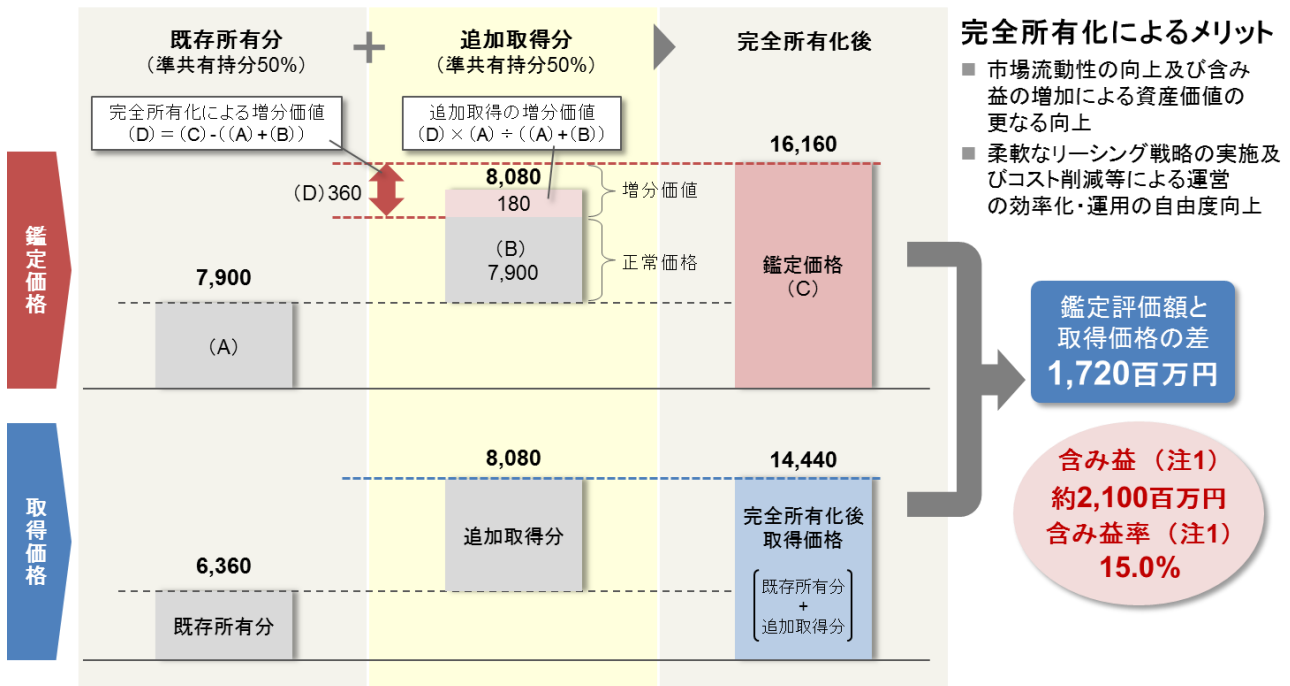 既存所有分
(準共有持分50%)
+
追加取得分
(準共有持分50%)
完全所有化後
完全所有化によるメリット
■ 市場流動性の向上及び含み
益の増加による資産価値の
更なる向上
■ 柔軟なリーシング戦略の実施及
びコスト削減等による運営
の効率化・運用の自由度向上
完全所有化による増分価値
(D)=(C)-((A)+(B))
追加取得の増分価値
(D)×(A)÷((A)+(B))
鑑定価格
(D)360
8,080
180
増分価値
(B)
7,900
正常価格
7,900
(A)
16,160
鑑定価格
(C)
取得価格
6,360
既存所有分
8,080
追加取得分
14,440
完全所有化後
取得価格
既存所有分
+
追加取得分
鑑定評価額と
取得価格の差
1,720百万円
含み益 (注1)
約2,100百万円
含み益率 (注1)
15.0%